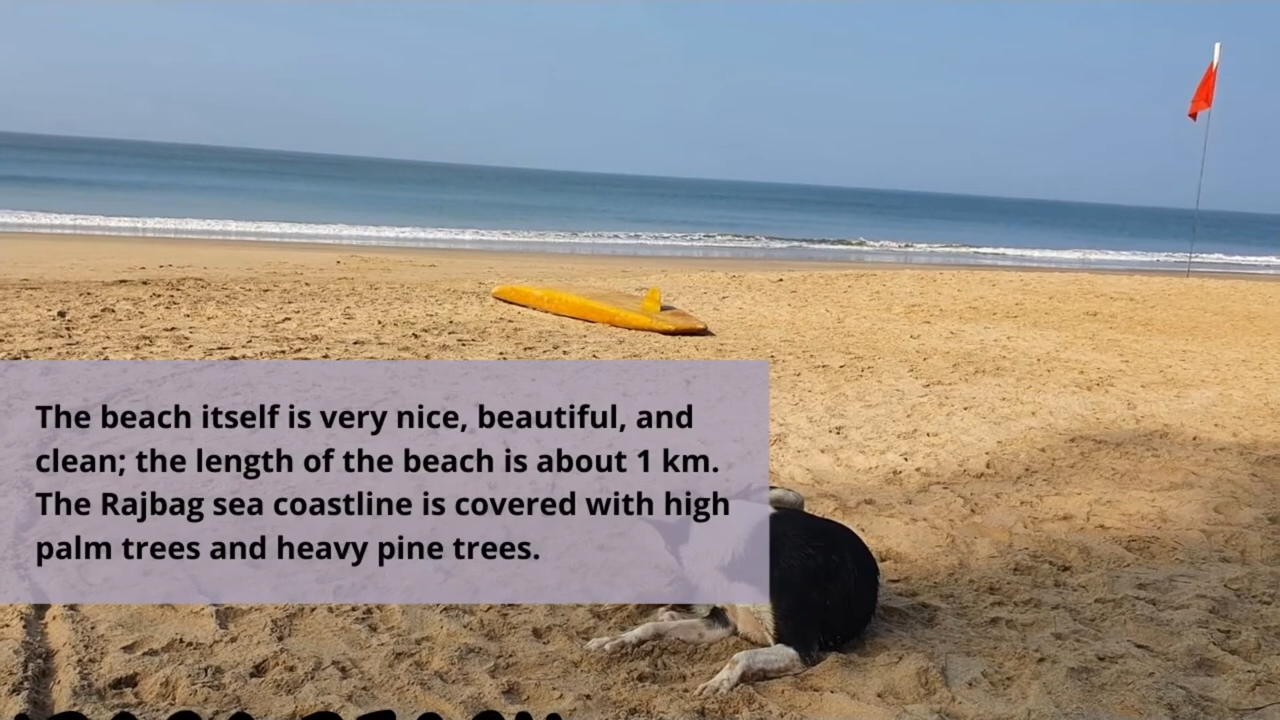 The beach itself is very nice, beautiful, and
clean; the length of the beach is about 1 km.
The Rajbag sea coastline is covered with high
palm trees and heavy pine trees.